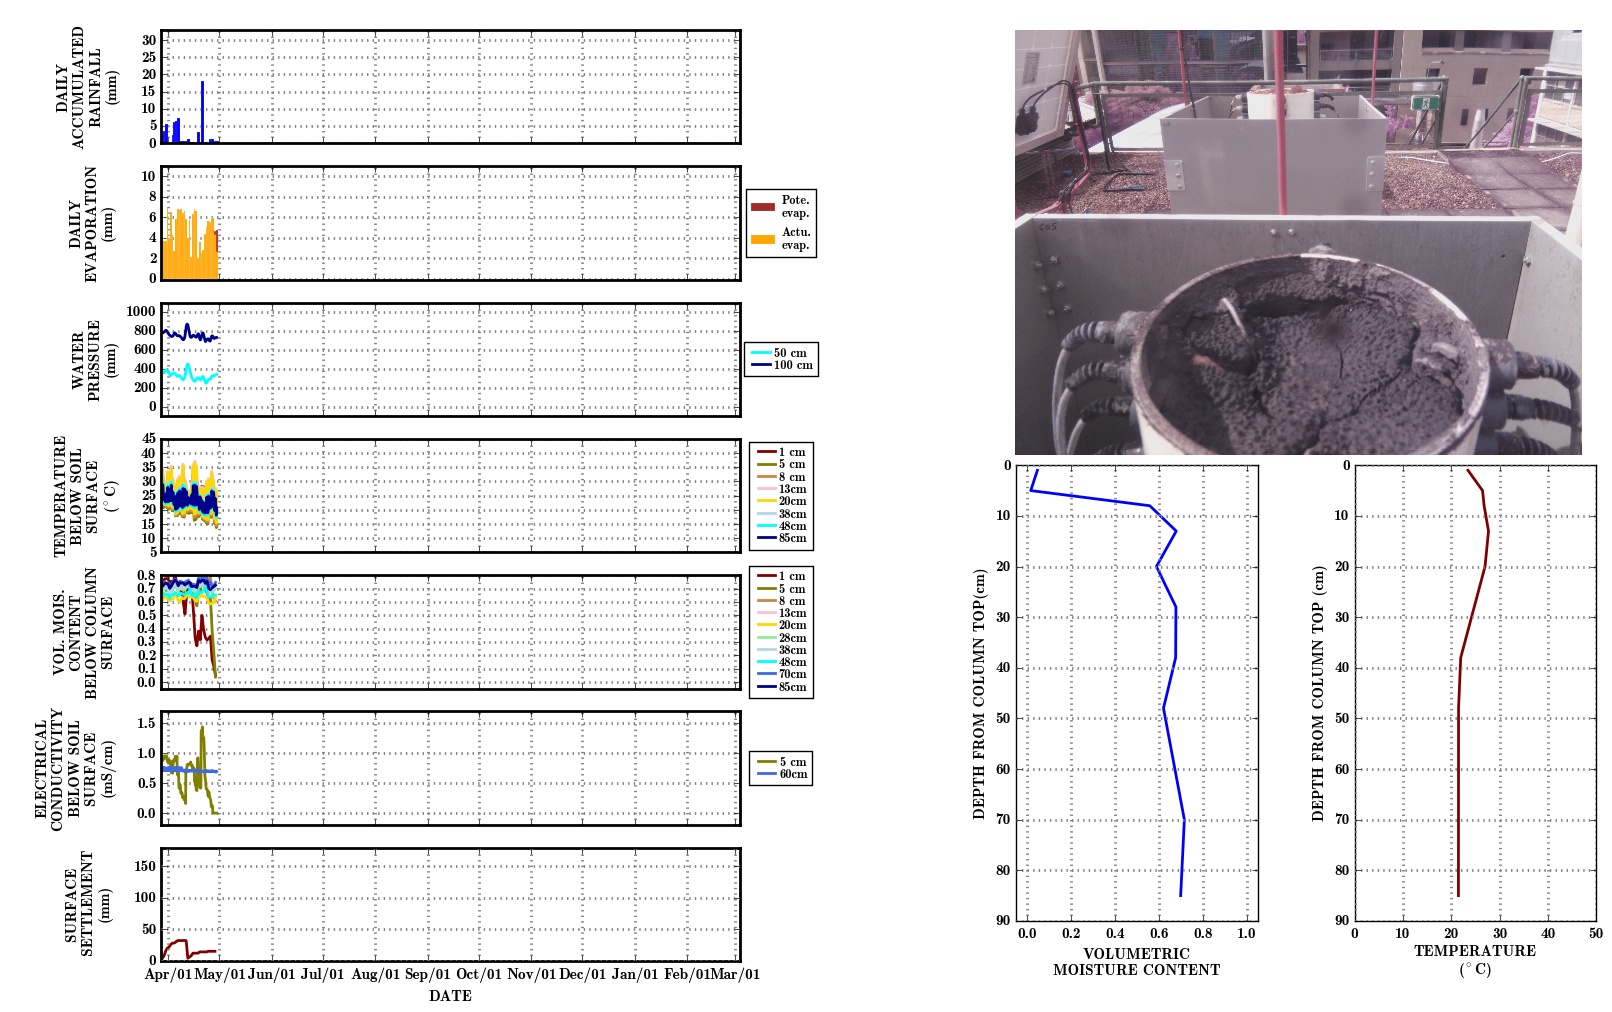 DAILY
ACCUMULATED
RAINFALL
(mm)
30
25
20
15
10
5
0
DAILY
EVAPORATION
(mm)
10
8
6
4
2
0
Pote.
evap.
Actu.
evap.
WATER
PRESSURE
(mm)
1000
800
600
400
200
0
50 cm
100 cm
TEMPERATURE
BELOW SOIL
SURFACE
(°C)
45
40
35
30
25
20
15
10
5
1 cm
5 cm
8 cm
13cm
20cm
38cm
48cm
85cm
VOL. MOIS.
CONTENT
BELOW COLUMN
SURFACE
0.8
0.7
0.6
0.5
0.4
0.3
0.2
0.1
0.0
1 cm
5 cm
8 cm
13cm
20cm
28cm
38cm
48cm
70cm
85cm
ELECTRICAL
CONDUCTIVITY
BELOW SOIL
SURFACE
(mS/cm)
1.5
1.0
0.5
0.0
5 cm
60cm
SURFACE
SETTLEMENT
(mm)
150
100
50
0
Apr/01 May/01 Jun/01 Jul/01 Aug/01 Sep/01 Oct/01 Nov/01 Dec/01 Jan/01 Feb/01 Mar/01
DATE
COS
DEPTH FROM COLUMN TOP(cm)
0
10
20
30
40
50
60
70
80
90
0.0 0.2 0.4 0.6 0.8 1.0
VOLUMETRIC
MOISTURE CONTENT
DEPTH FROM COLUMN TOP (cm)
0
10
20
30
40
50
60
70
80
90
0 10 20 30 40 50
TEMPERATURE
(°C)